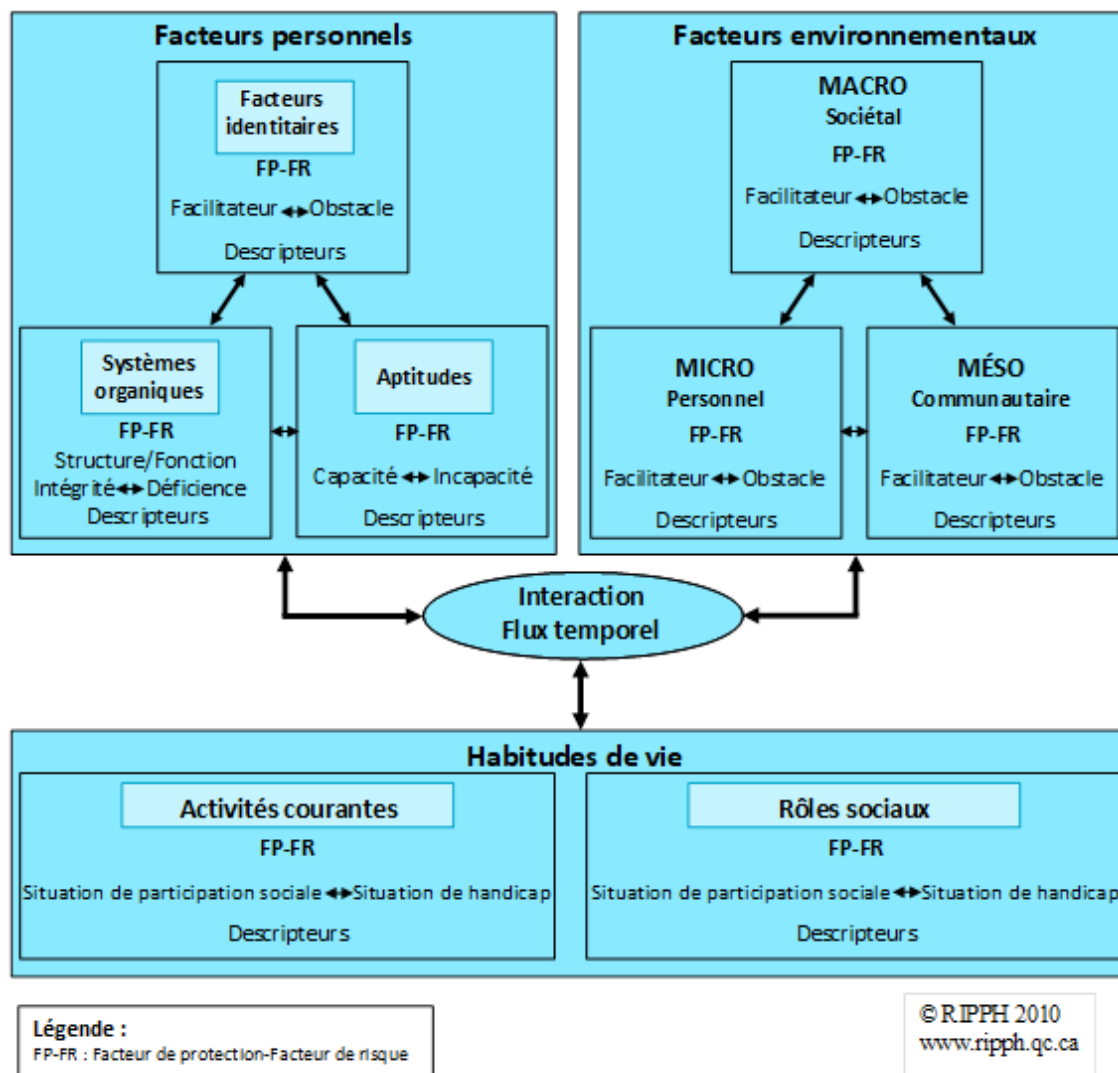 Facteurs personnels
Facteurs
identitaires
FP-FR
Facilitateur Obstacle
Descripteurs
Systèmes
organiques
FP-FR
Structure/Fonction
Intégrité Déficience
Descripteurs
Aptitudes
FP-FR
Capacité Incapacité
Descripteurs
Facteurs environnementaux
MACRO
Sociétal
FP-FR
Facilitateur Obstacle
Descripteurs
MICRO
Personnel
FP-FR
Facilitateur Obstacle
Descripteurs
MÉSO
Communautaire
FP-FR
Facilitateur Obstacle
Descripteurs
Interaction
Flux temporel
Habitudes de vie
Activités courantes
FP-FR
Situation de participation sociale Situation de handicap
Descripteurs
Rôles sociaux
FP-FR
Situation de participation sociale Situation de handicap
Descripteurs
Légende :
FP-FR : Facteur de protection-Facteur de risque
© RIPPH 2010
www.ripph.qc.ca